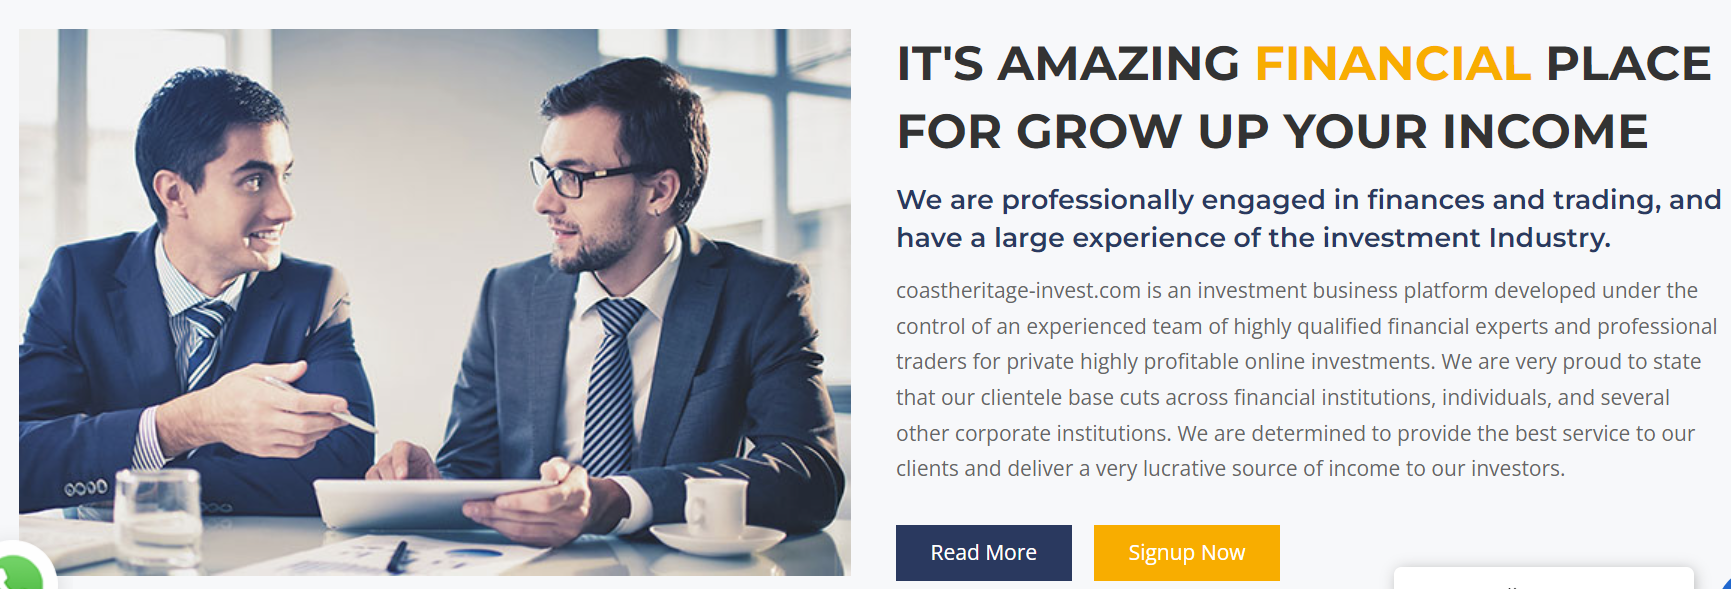 IT'S AMAZING FINANCIAL PLACE
FOR GROW UP YOUR INCOME
We are professionally engaged in finances and trading, and
have a large experience of the investment Industry.
coastheritage-invest.com is an investment business platform developed under the
control of an experienced team of highly qualified financial experts and professional
traders for private highly profitable online investments. We are very proud to state
that our clientele base cuts across financial institutions, individuals, and several
other corporate institutions. We are determined to provide the best service to our
clients and deliver a very lucrative source of income to our investors.
Read More
Signup Now